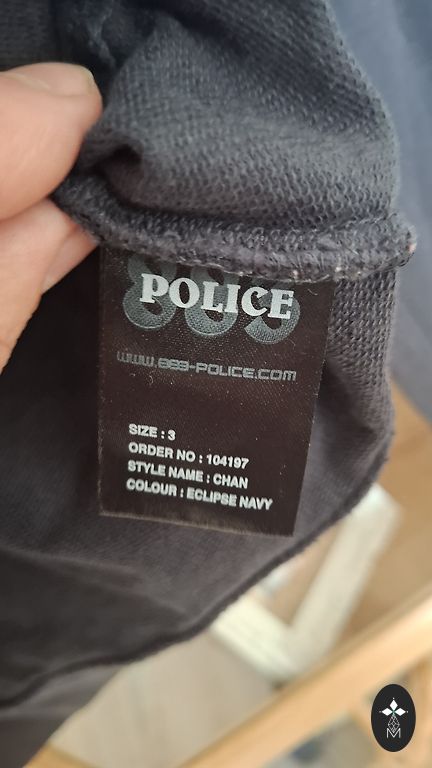 883
POLICE
WWW.883-POLICE.COM
SIZE : 3
ORDER NO : 104197
STYLE NAME : CHAN
COLOUR : ECLIPSE NAVY
M